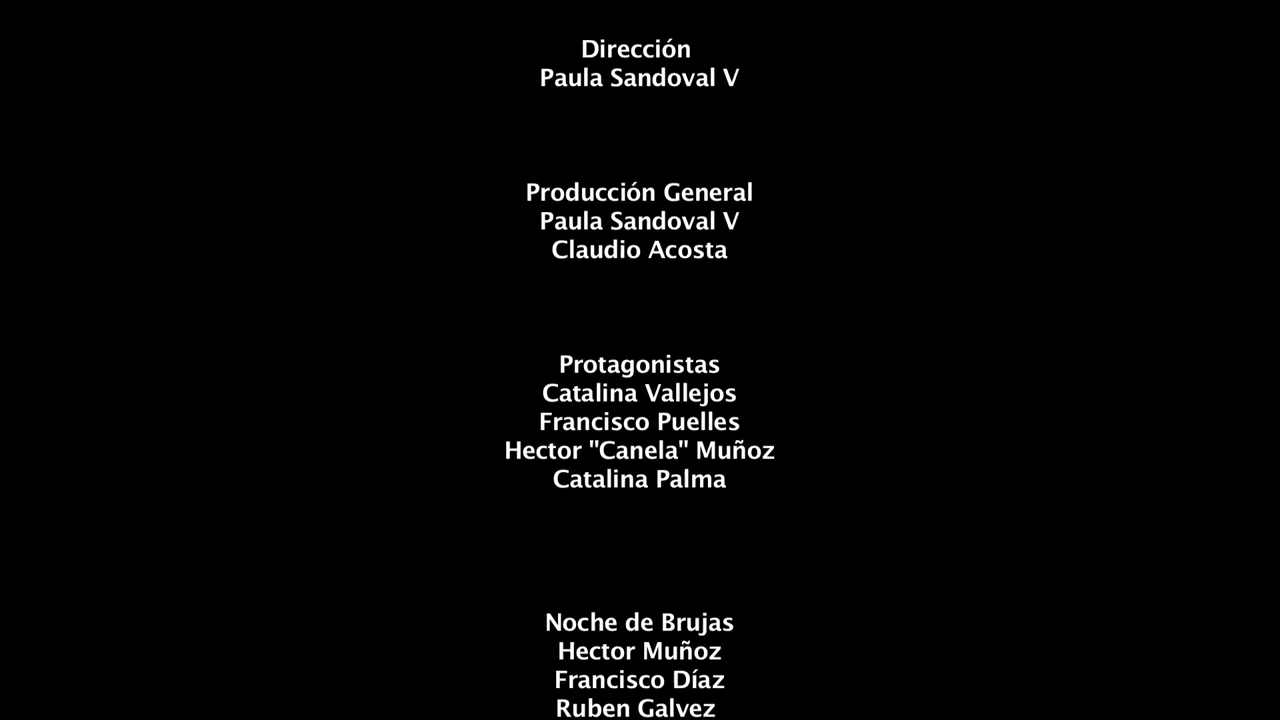 Dirección
Paula Sandoval V
Producción General
Paula Sandoval V
Claudio Acosta
Protagonistas
Catalina Vallejos
Francisco Puelles
Hector "Canela" Muñoz
Catalina Palma
Noche de Brujas
Hector Muñoz
Francisco Díaz
Ruben Galvez